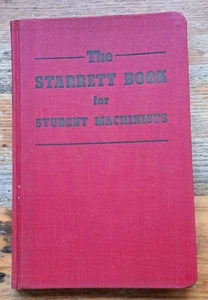 The
STARRETT BOOK
for
STUDENT MACHINISTS